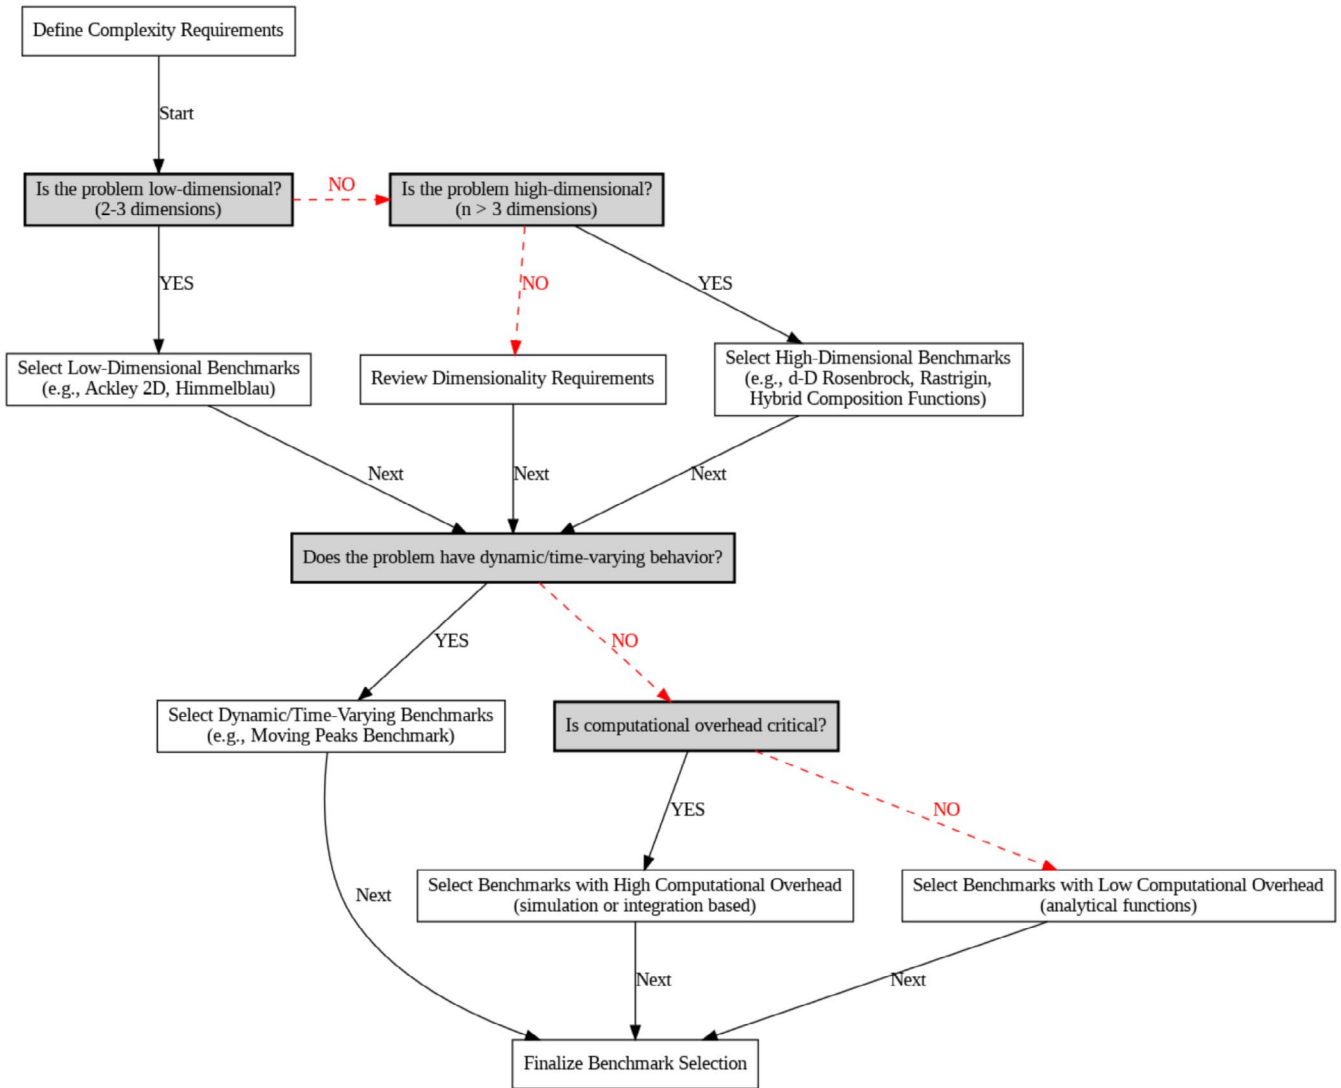 Define Complexity Requirements
Start
Is the problem low-dimensional?
(2-3 dimensions)
NO
Is the problem high-dimensional?
(n > 3 dimensions)
YES
NO
YES
Select Low-Dimensional Benchmarks
(e.g., Ackley 2D, Himmelblau)
Review Dimensionality Requirements
Select High-Dimensional Benchmarks
(e.g., d-D Rosenbrock, Rastrigin,
Hybrid Composition Functions)
Next
Next
Next
Does the problem have dynamic/time-varying behavior?
YES
NO
Select Dynamic/Time-Varying Benchmarks
(e.g., Moving Peaks Benchmark)
Is computational overhead critical?
YES
NO
Next
Select Benchmarks with High Computational Overhead
(simulation or integration based)
Select Benchmarks with Low Computational Overhead
(analytical functions)
Next
Next
Finalize Benchmark Selection